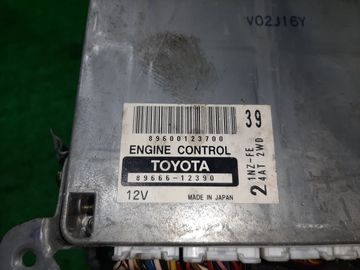 V02J16Y
39
89600123700
ENGINE CONTROL
TOYOTA
89666-12390
12V
MADE IN JAPAN
2
1NZ-FE
4AT 2WD